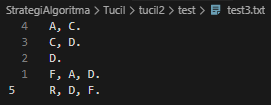 StrategiAlgoritma > Tucil > tucil2 > test > test3.txt
4 A, C.
3 C, D.
2 D.
1 F, A, D.
5 R, D, F.